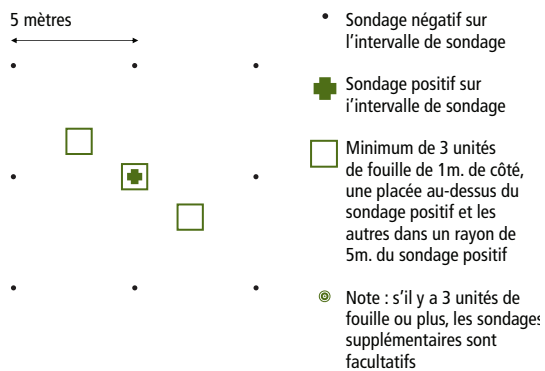 5 mètres
Sondage négatif sur
l'intervalle de sondage
Sondage positif sur
i'intervalle de sondage
Minimum de 3 unités
de fouille de 1m. de côté,
une placée au-dessus du
sondage positif et les
autres dans un rayon de
5m. du sondage positif
Note : s'il y a 3 unités de
fouille ou plus, les sondages
supplémentaires sont
facultatifs